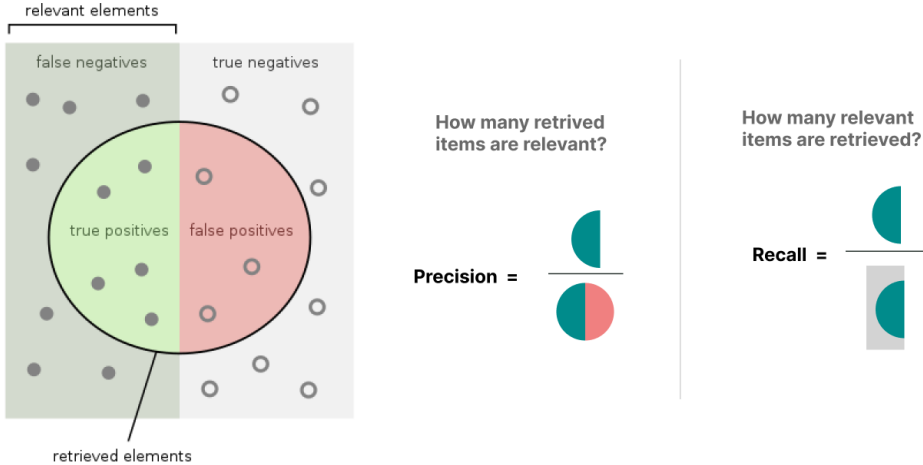 relevant elements
false negatives
true negatives
true positives
false positives
retrieved elements
How many retrived
items are relevant?
Precision =
How many relevant
items are retrieved?
Recall =